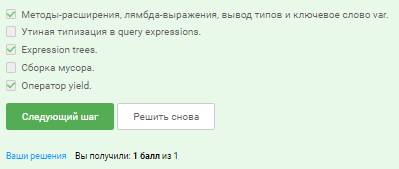 Методы-расширения, лямбда-выражения, вывод типов и ключевое слово var.
Утиная типизация в query expressions.
Expression trees.
Сборка мусора.
Оператор yield.
Следующий шаг Решить снова
Ваши решения Вы получили: 1 балл из 1